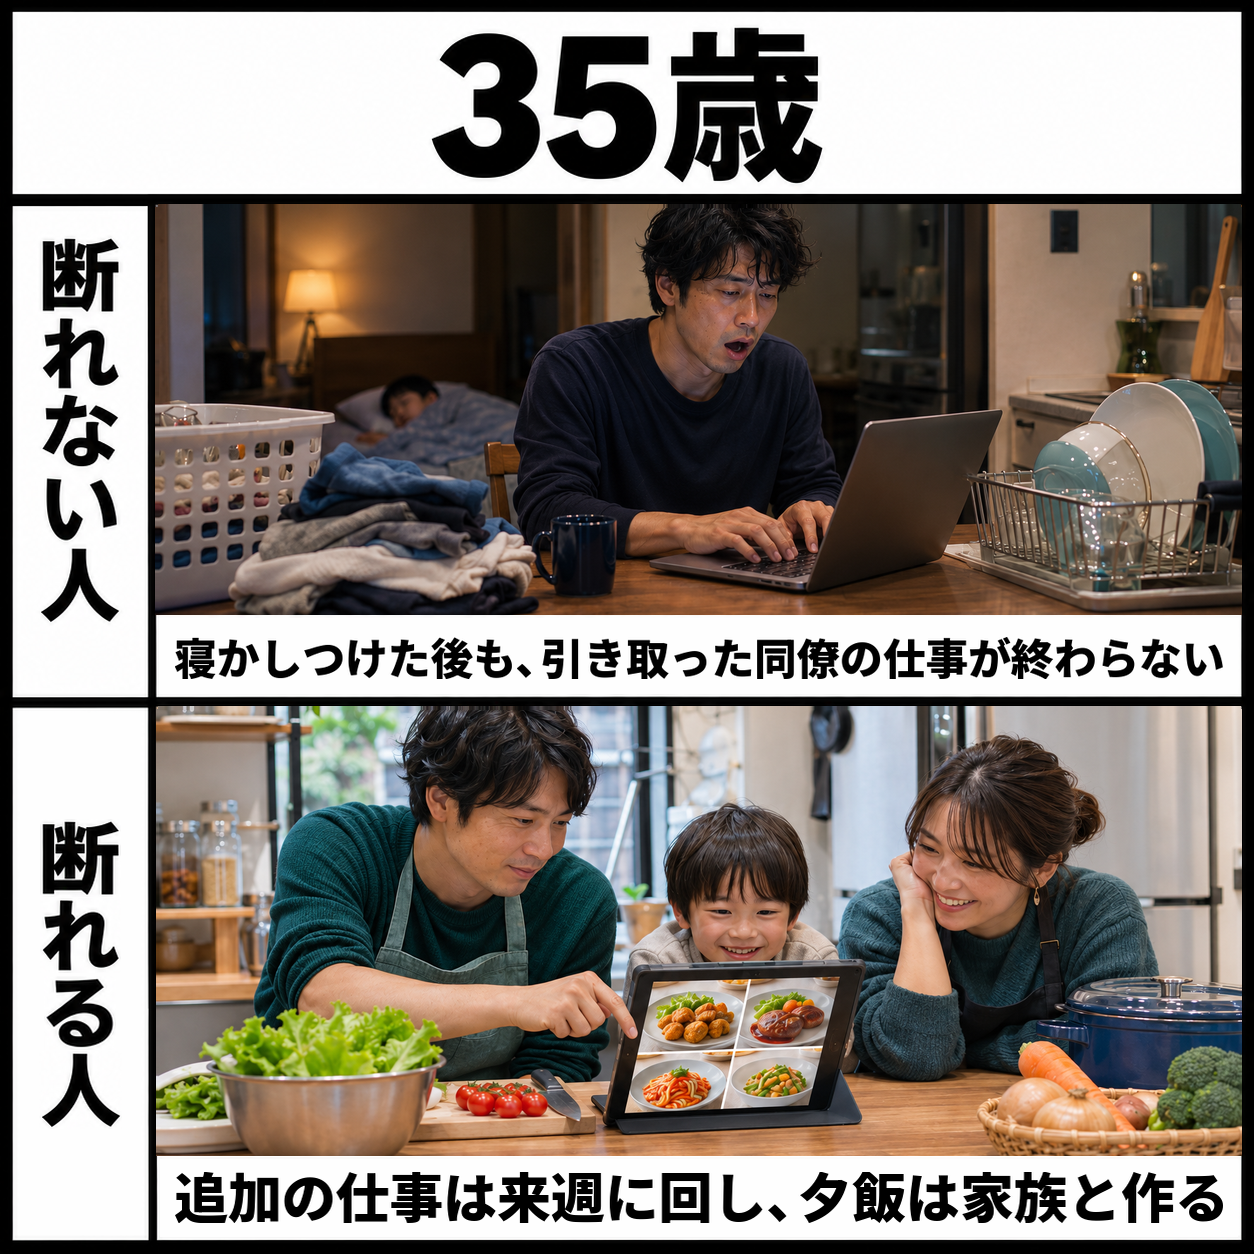 35歳
断れない人
寝かしつけた後も、引き取った同僚の仕事が終わらない
断れる人
追加の仕事は来週に回し、夕飯は家族と作る